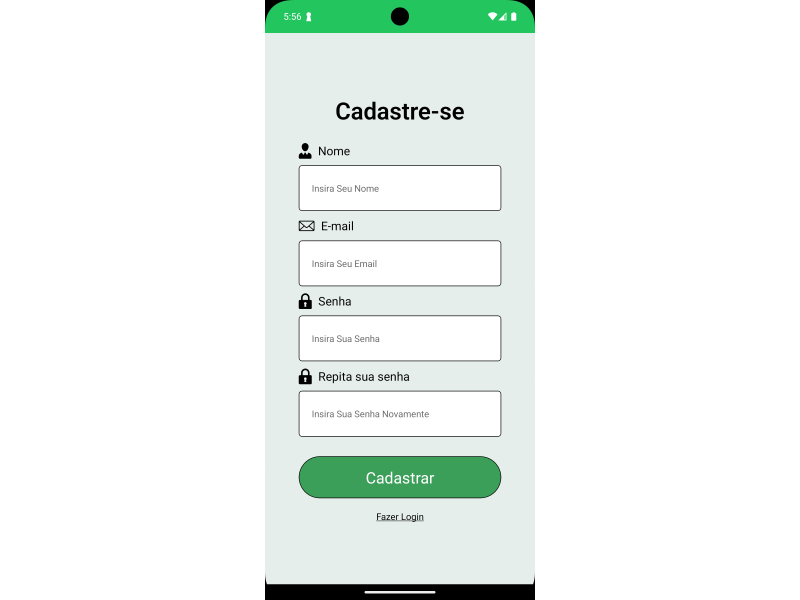 5:56
Cadastre-se
Nome
Insira Seu Nome
E-mail
Insira Seu Email
Senha
Insira Sua Senha
Repita sua senha
Insira Sua Senha Novamente
Cadastrar
Fazer Login